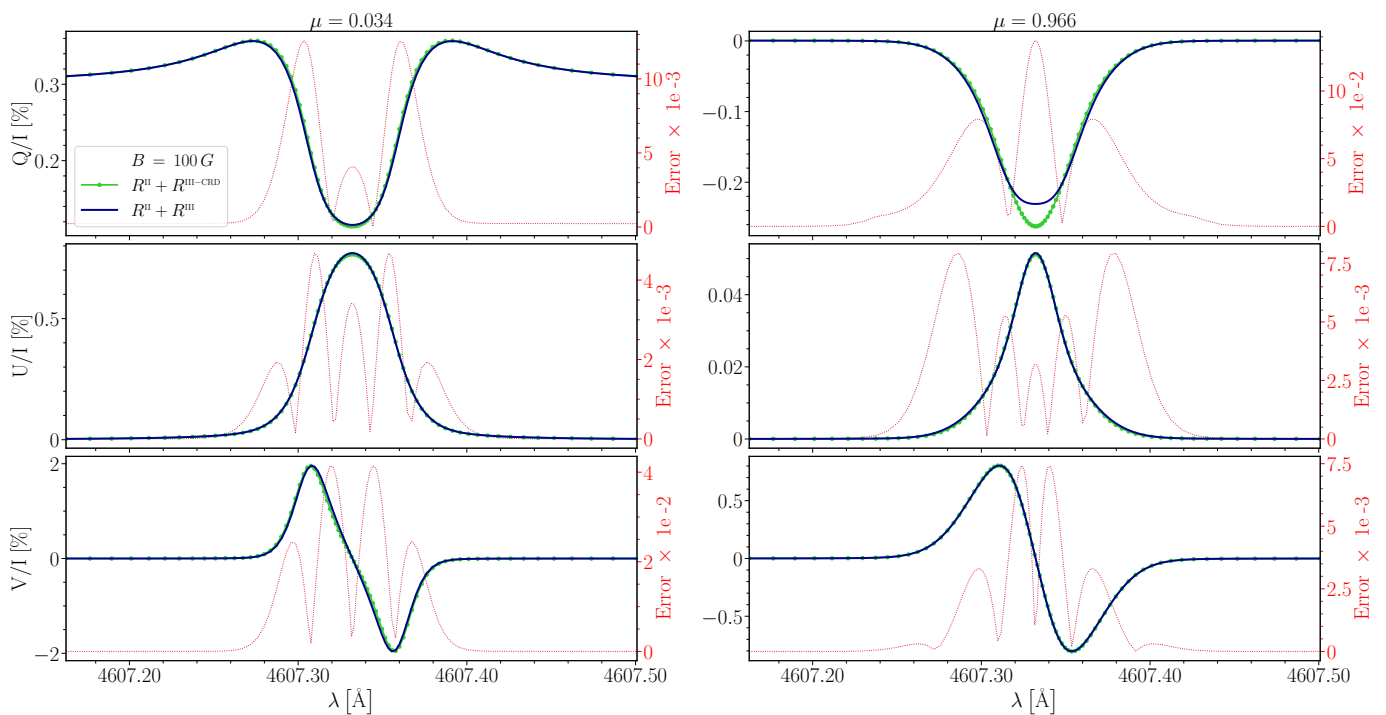 μ = 0.034
μ = 0.966
Q/I [%]
0.3
0.2
B = 100 G
R^II + R^III−CRD
R^II + R^III
10
5
0
Error × 1e-3
0
−0.1
−0.2
10
5
0
Error × 1e-2
U/I [%]
0.5
0
4
2
0
Error × 1e-3
0.04
0.02
0
7.5
5
2.5
0
Error × 1e-3
V/I [%]
2
0
−2
4
2
0
Error × 1e-2
0.5
0
−0.5
7.5
5
2.5
0
Error × 1e-3
4607.20 4607.30 4607.40 4607.50
4607.20 4607.30 4607.40 4607.50
λ [Å]
λ [Å]